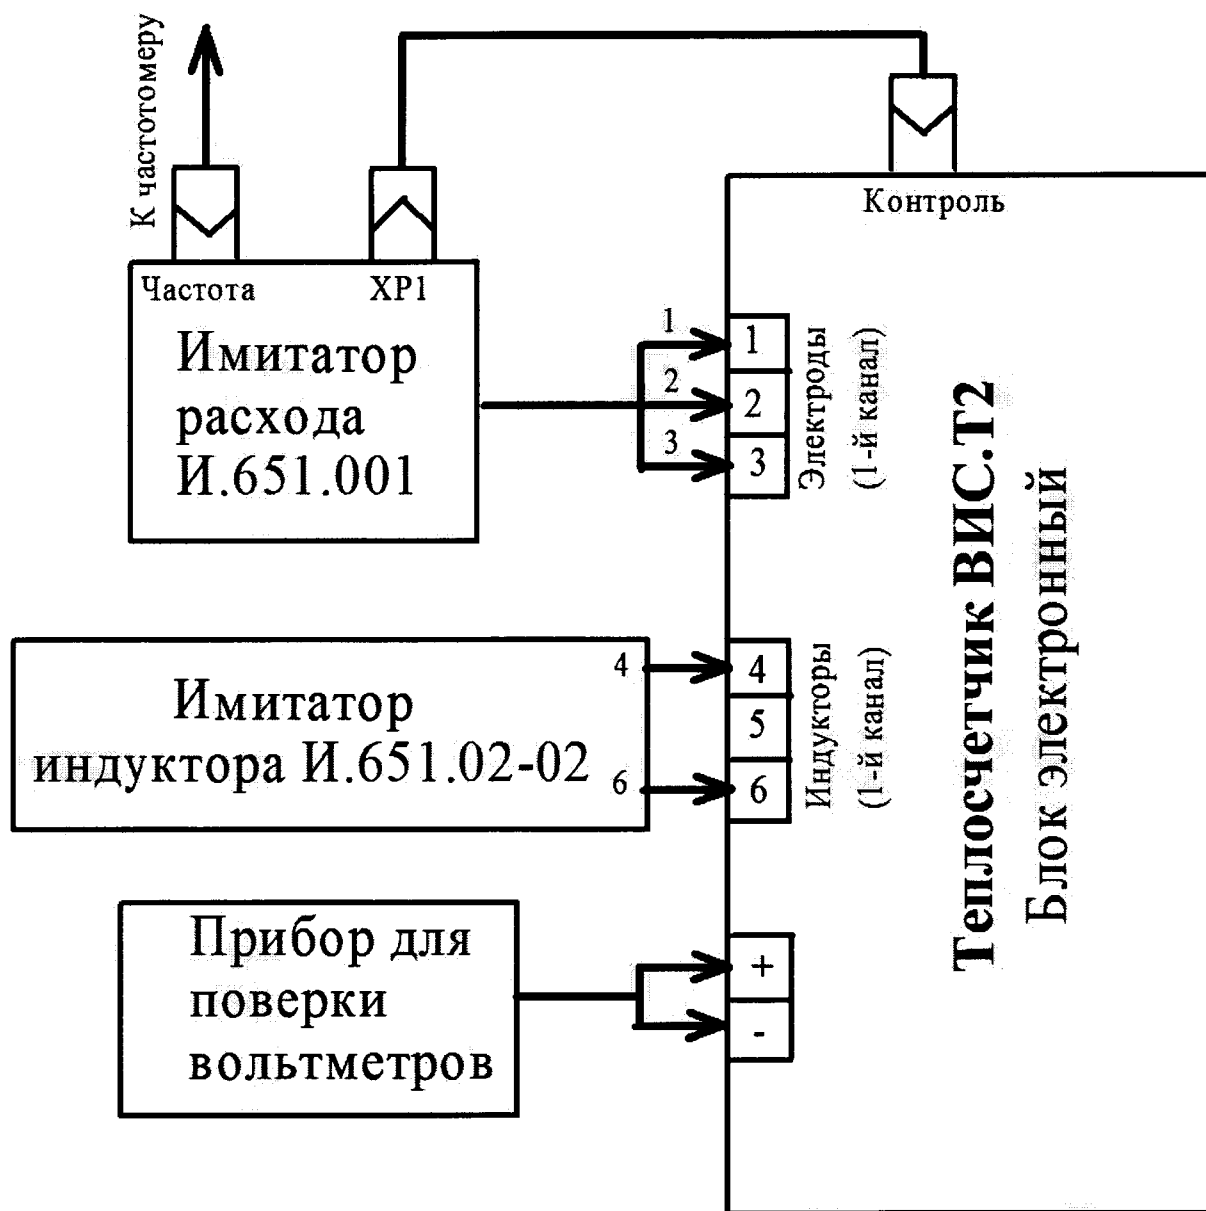 К частотомеру
Контроль
Частота
XP1
Имитатор
расхода
И.651.001
1
2
3
1
2
3
Электроды
(1-й канал)
Имитатор
индуктора И.651.02-02
4
6
4
5
6
Индукторы
(1-й канал)
Прибор для
поверки
вольтметров
+
-
Теплосчетчик ВИС.Т2
Блок электронный